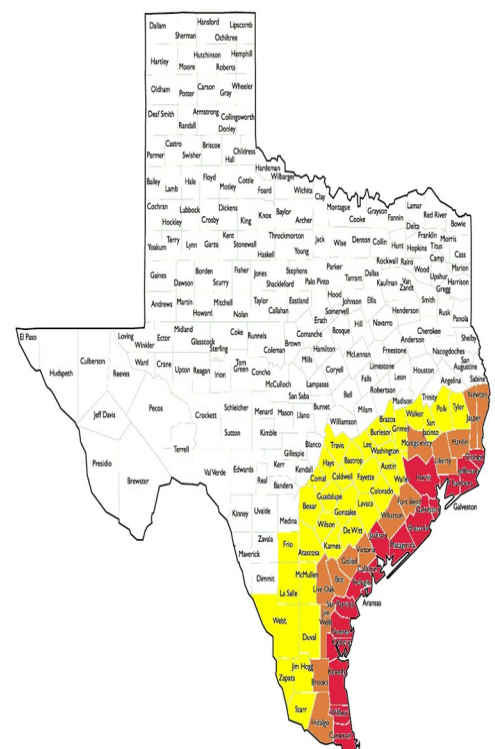 Dallam Hansford Lipscomb
Sherman Ochiltree
Hutchinson Hemphill
Hartley Moore Roberts
Oldham Potter Carson Gray Wheeler
Deaf Smith Armstrong Collingsworth
Randall Donley
Castro Briscoe Childress
Parmer Swisher Hall
Hardeman
Bailey Lamb Hale Floyd Motley Cottle Foard Wilbarger Wichita Clay
Cochran Hockley Lubbock Crosby Dickens King Knox Baylor Archer Montague Cooke Grayson Fannin Lamar Red River Bowie
Delta Franklin Morris
Yoakum Terry Lynn Garza Kent Stonewall Haskell Throckmorton Young Jack Wise Denton Collin Hunt Hopkins Titus Camp Cass
Rockwall Rains Wood Upshur Marion
Gaines Dawson Borden Scurry Fisher Jones Shackelford Stephens Palo Pinto Parker Tarrant Dallas Kaufman Van Zandt Gregg Harrison
Andrews Martin Howard Mitchell Nolan Taylor Callahan Eastland Erath Hood Somervell Johnson Ellis Henderson Smith Rusk Panola
El Paso Hudspeth Culberson Reeves Loving Winkler Ector Midland Glasscock Sterling Coke Runnels Coleman Brown Comanche Hamilton Bosque Hill Navarro Freestone Anderson Cherokee Nacogdoches Shelby
Ward Crane Upton Reagan Irion Tom Green Concho McCulloch Mills Lampasas Coryell McLennan Limestone Falls Leon Houston Angelina San Augustine Sabine
Jeff Davis Pecos Crockett Schleicher Menard San Saba Mason Llano Burnet Bell Williamson Milam Robertson Madison Trinity Polk Tyler Newton Jasper
Presidio Brewster Terrell Val Verde Sutton Edwards Kimble Kerr Gillespie Blanco Kendall Real Bandera
Travis Lee Burleson Brazos Grimes Walker San Jacinto Montgomery Hardin Liberty
Hays Bastrop Washington Austin Waller
Comal Caldwell Fayette Colorado Fort Bend Galveston
Kinney Uvalde Medina Bexar Guadalupe Gonzales Lavaca Wharton
Wilson De Witt
Maverick Zavala Frio Atascosa Karnes Goliad Victoria
Dimmit La Salle McMullen Live Oak Bee
Aransas
Webb Duval
Zapata Jim Hogg Brooks
Starr Hidalgo